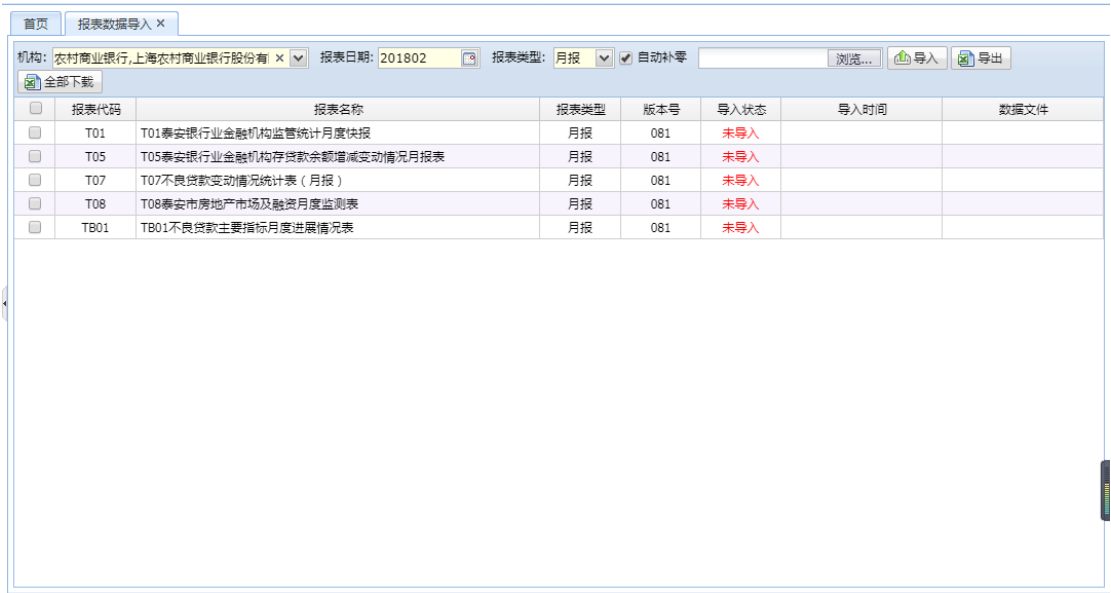 首页 报表数据导入 ×
机构: 农村商业银行,上海农村商业银行股份有 × 报表日期: 201802 报表类型: 月报 自动补零 浏览... 导入 导出
全部下载
报表代码 报表名称 报表类型 版本号 导入状态 导入时间 数据文件
T01 T01泰安银行业金融机构监管统计月度快报 月报 081 未导入
T05 T05泰安银行业金融机构存贷款余额增减变动情况月报表 月报 081 未导入
T07 T07不良贷款变动情况统计表(月报) 月报 081 未导入
T08 T08泰安市房地产市场及融资月度监测表 月报 081 未导入
TB01 TB01不良贷款主要指标月度进展情况表 月报 081 未导入